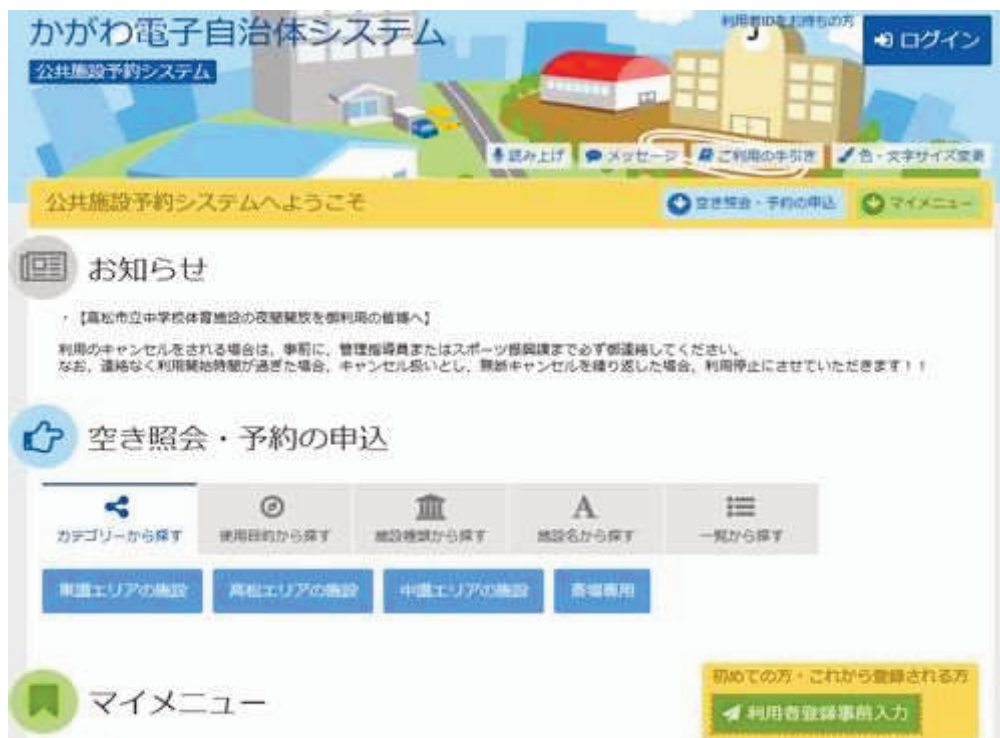 かがわ電子自治体システム
公共施設予約システム
利用者IDをお持ちの方
ログイン
読み上げ
メッセージ
ご利用の手引き
色・文字サイズ変更
公共施設予約システムへようこそ
空き照会・予約の申込
マイメニュー
お知らせ
・【高松市立中学校体育施設の夜間開放を御利用の皆様へ】
利用のキャンセルをされる場合は、事前に、管理指導員またはスポーツ振興課まで必ず御連絡してください。
なお、連絡なく利用開始時間が過ぎた場合、キャンセル扱いとし、無断キャンセルを繰り返した場合、利用停止にさせていただきます！！
空き照会・予約の申込
カテゴリーから探す
使用目的から探す
施設種類から探す
A
施設名から探す
一覧から探す
東讃エリアの施設
高松エリアの施設
中讃エリアの施設
斎場専用
マイメニュー
初めての方・これから登録される方
利用者登録事前入力